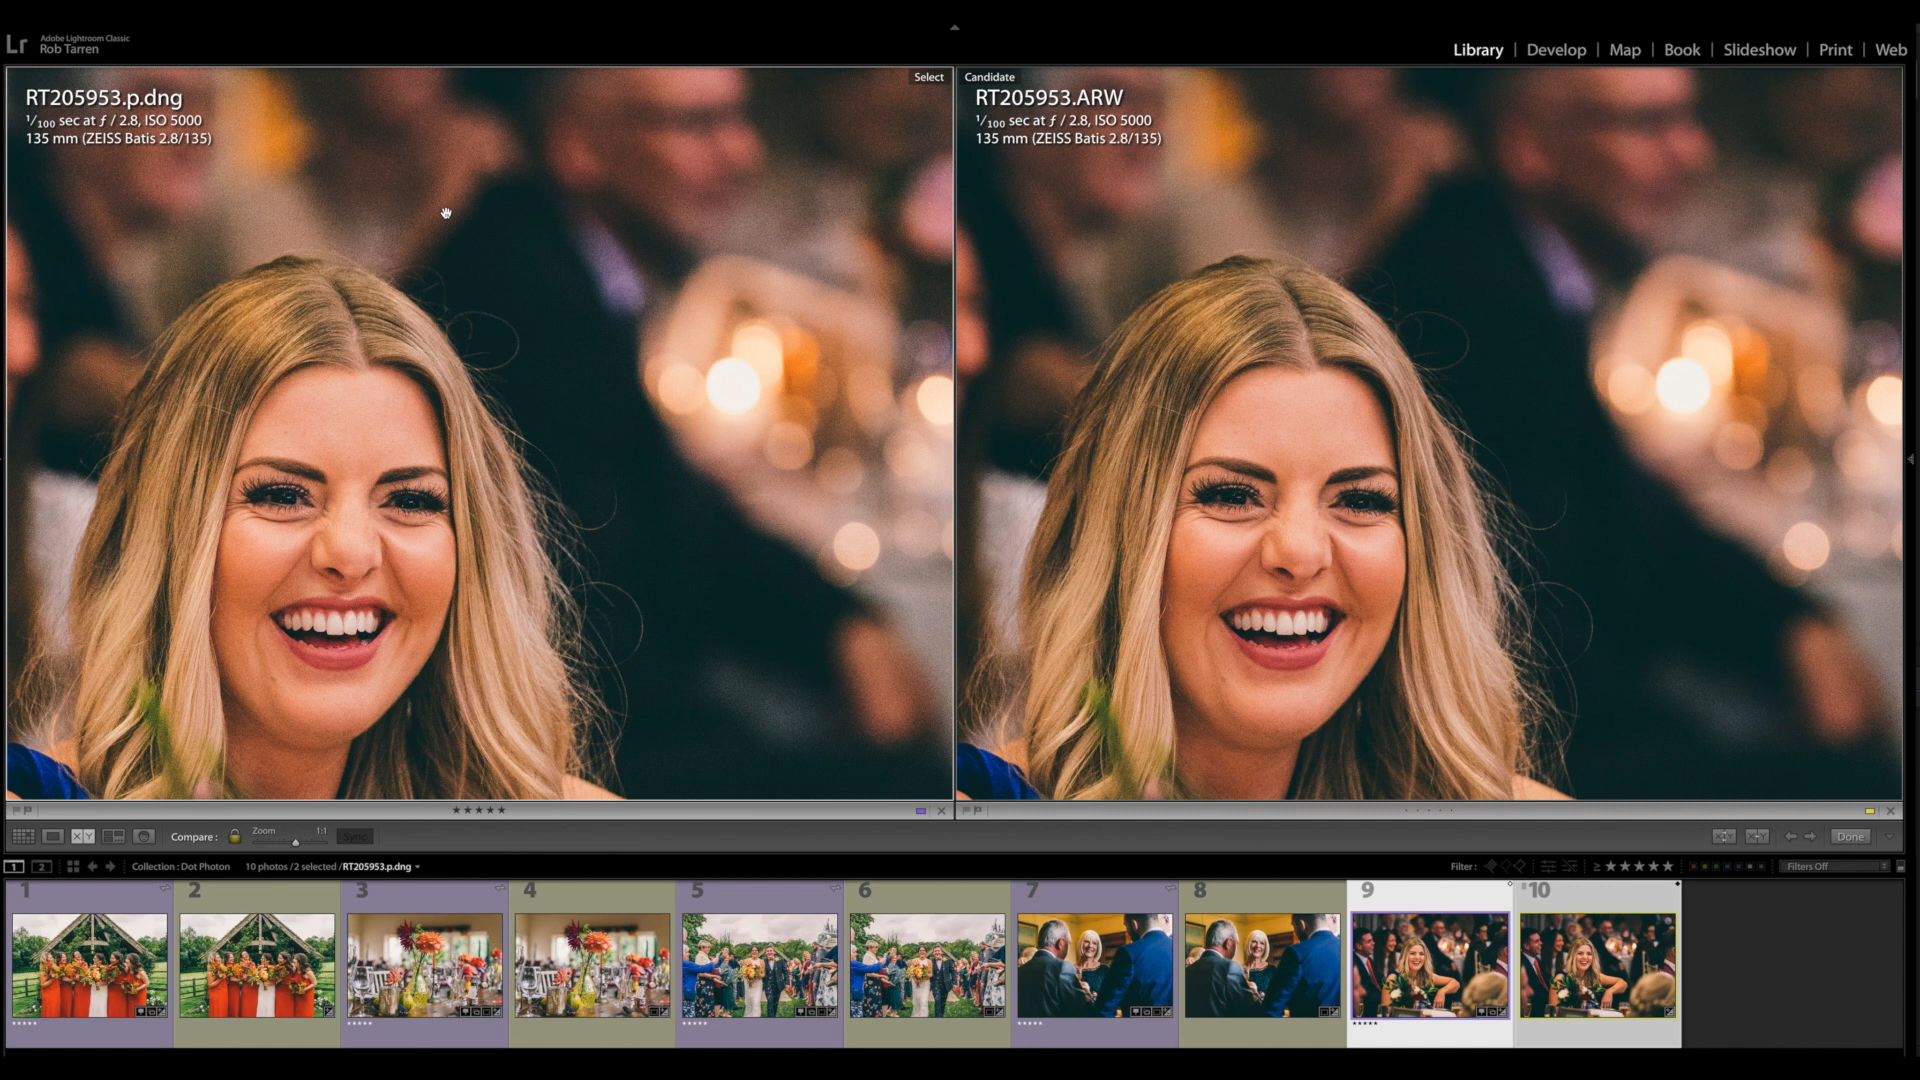 Lr
Adobe Lightroom Classic
Rob Tarren
Library | Develop | Map | Book | Slideshow | Print | Web
Select
RT205953.p.dng
1/100 sec at ƒ / 2.8, ISO 5000
135 mm (ZEISS Batis 2.8/135)
Candidate
RT205953.ARW
1/100 sec at ƒ / 2.8, ISO 5000
135 mm (ZEISS Batis 2.8/135)
★★★★★
X Y
Compare :
Zoom
1:1
Sync
Done
1
2
Collection : Dot Photon
10 photos /2 selected /RT205953.p.dng
Filter :
≥ ★★★★★
Filters Off
1
2
3
4
5
6
7
8
9
10